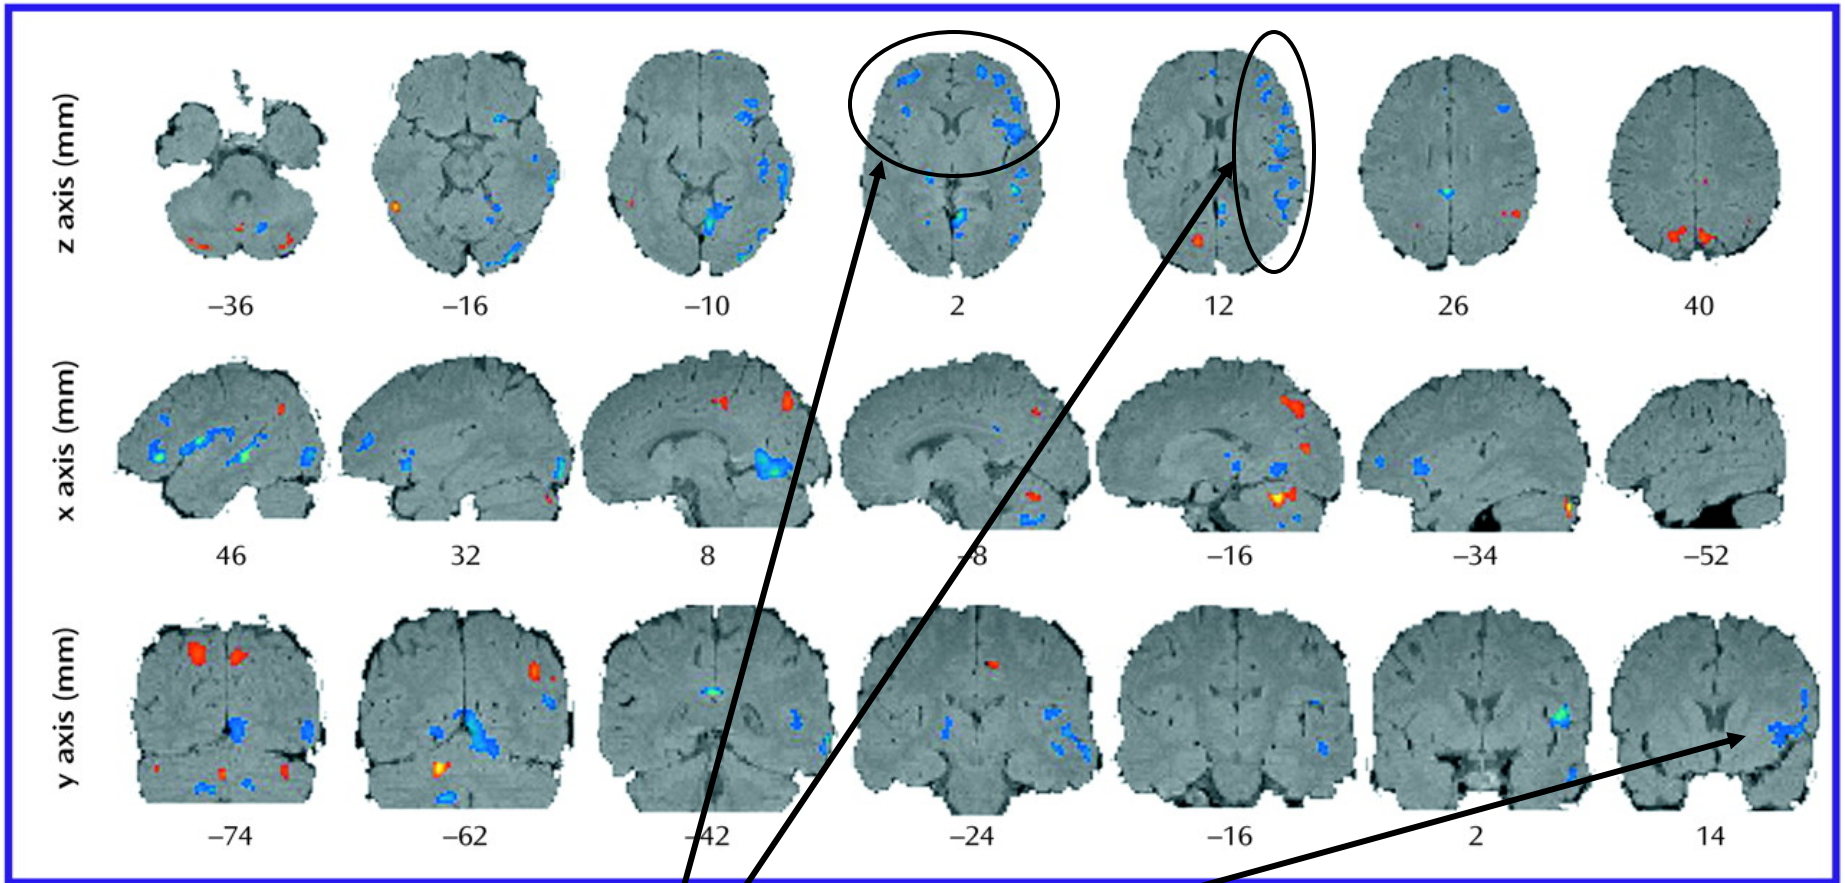 z axis (mm)
–36 –16 –10 2 12 26 40
x axis (mm)
46 32 8 –8 –16 –34 –52
y axis (mm)
–74 –62 –42 –24 –16 2 14